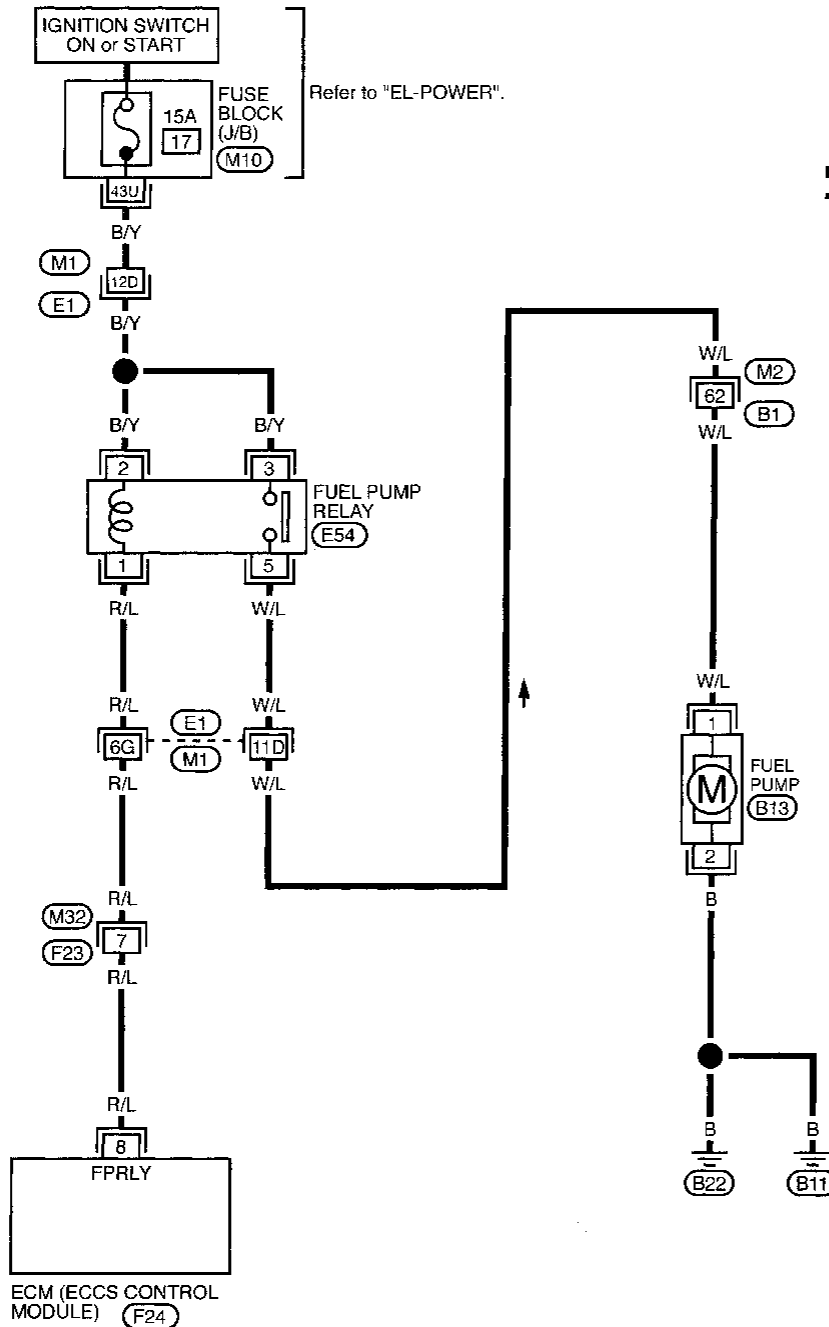 IGNITION SWITCH
ON or START
Refer to "EL-POWER".
FUSE
BLOCK
(J/B)
M10
15A
17
43U
B/Y
M1
12D
E1
B/Y
B/Y
B/Y
2
3
FUEL PUMP
RELAY
E54
1
5
R/L
W/L
R/L
W/L
6G
E1
M1
11D
R/L
W/L
R/L
M32
7
F23
R/L
R/L
8
FPRLY
ECM (ECCS CONTROL
MODULE)
F24
W/L
62
M2
B1
W/L
W/L
1
M
FUEL
PUMP
B13
2
B
B
B
B22
B11